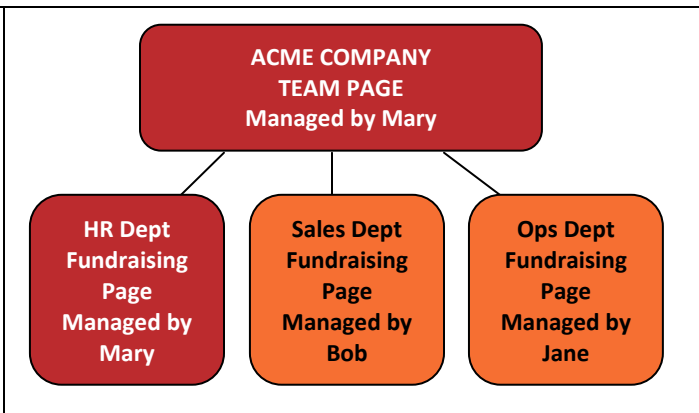 ACME COMPANY
TEAM PAGE
Managed by Mary
HR Dept
Fundraising
Page
Managed by
Mary
Sales Dept
Fundraising
Page
Managed by
Bob
Ops Dept
Fundraising
Page
Managed by
Jane